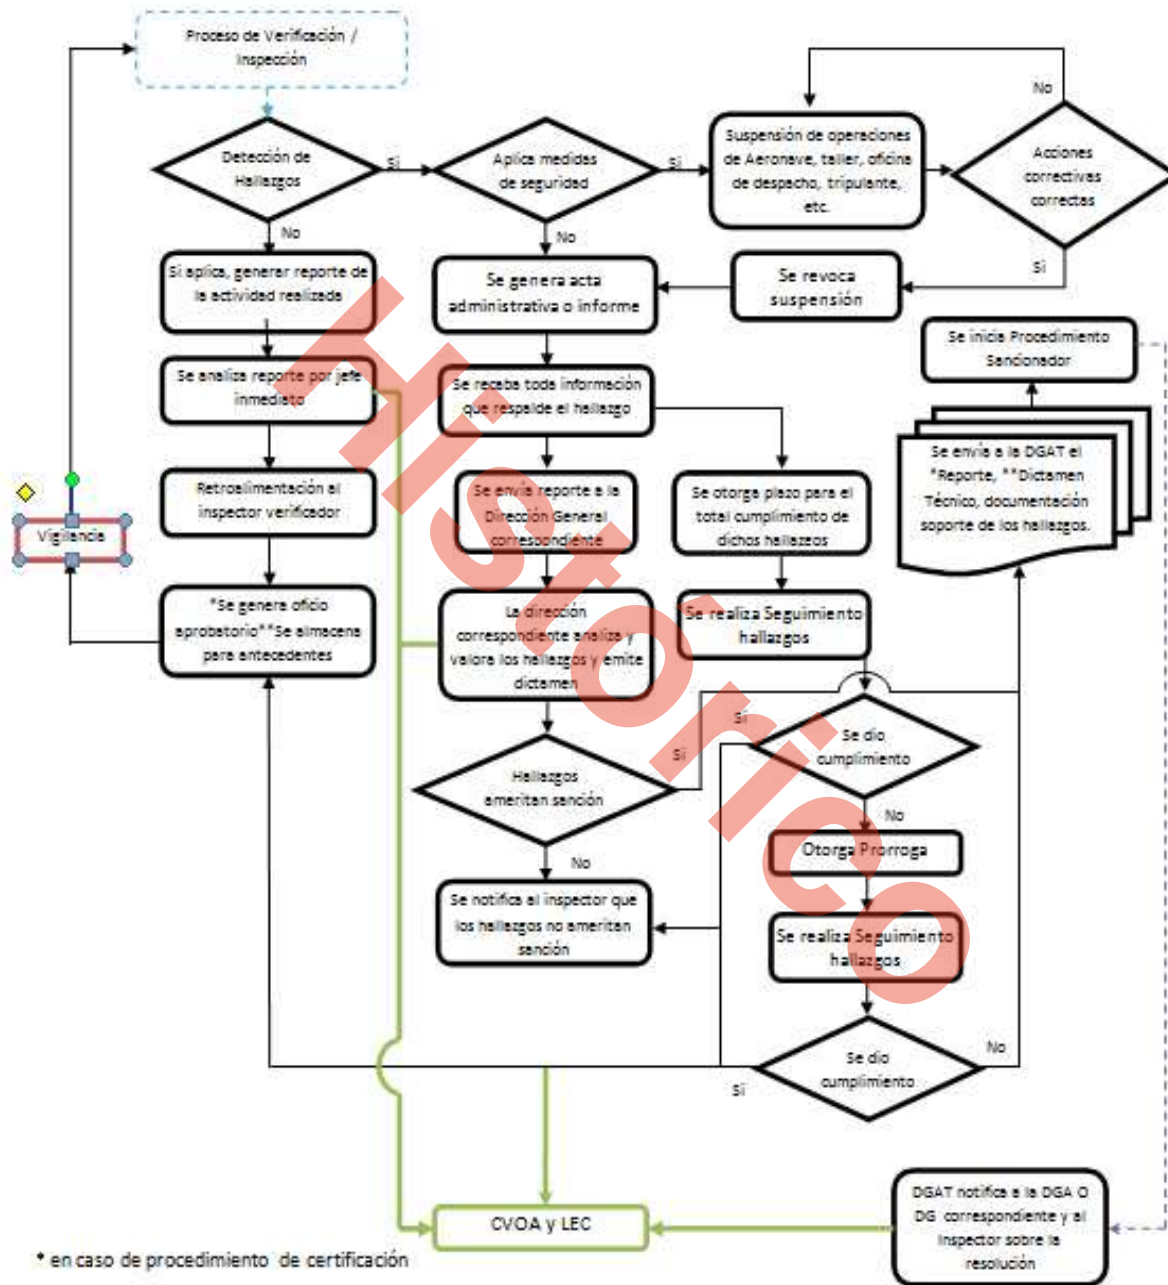 Proceso de Verificación /
Inspección
No
Detección de
Hallazgos
Si
Aplica medidas
de seguridad
Si
Suspensión de operaciones
de Aeronave, taller, oficina
de despacho, tripulante,
etc.
Acciones
correctivas
correctas
No
No
Si
Si aplica, generar reporte de
la actividad realizada
Se genera acta
administrativa o informe
Se revoca
suspensión
Se inicia Procedimiento
Sancionador
Se analiza reporte por jefe
inmediato
Se recaba toda información
que respalde el hallazgo
Se envía a la DGAT el
*Reporte, **Dictamen
Técnico, documentación
soporte de los hallazgos.
Retroalimentación al
inspector verificador
Se envía reporte a la
Dirección General
correspondiente
Se otorga plazo para el
total cumplimiento de
dichos hallazgos
Vigilancia
*Se genera oficio
aprobatorio**Se almacena
para antecedentes
La dirección
correspondiente analiza y
valora los hallazgos y emite
dictamen
Se realiza Seguimiento
hallazgos
Si
Si
Se dio
cumplimiento
Hallazgos
ameritan sanción
No
Otorga Prorroga
No
Se notifica al inspector que
los hallazgos no ameritan
sanción
Se realiza Seguimiento
hallazgos
Se dio
cumplimiento
No
Si
CVOA y LEC
DGAT notifica a la DGA O
DG correspondiente y al
Inspector sobre la
resolución
* en caso de procedimiento de certificación
Histórico